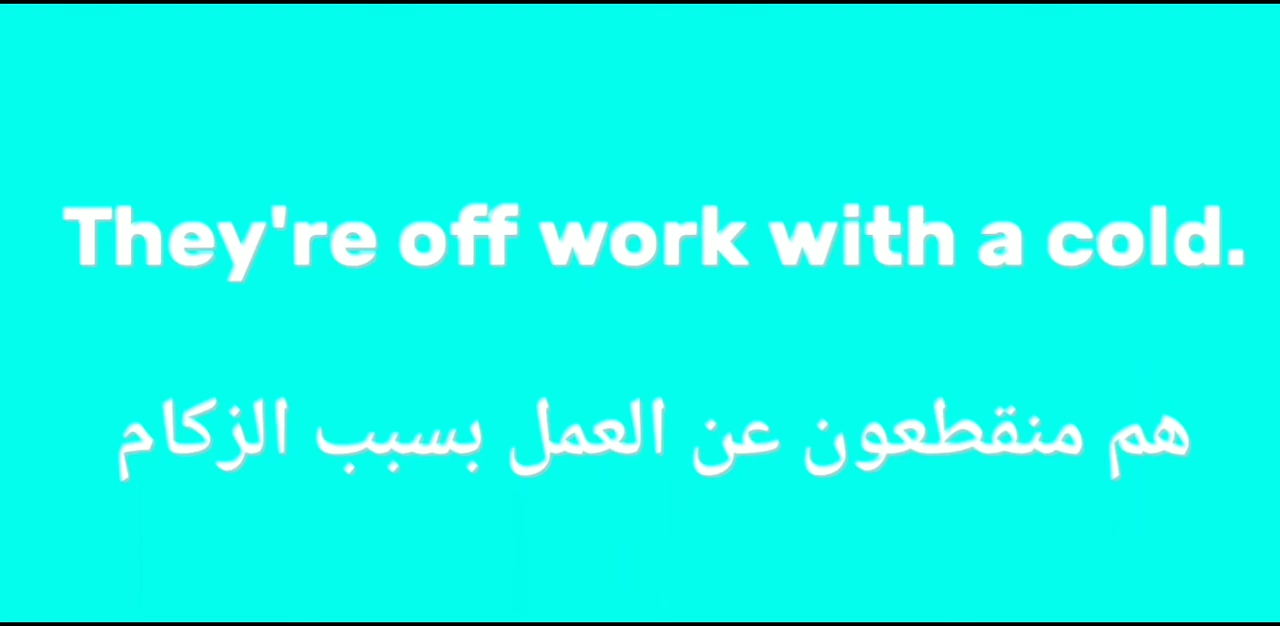 They're off work with a cold.
هم منقطعون عن العمل بسبب الزكام